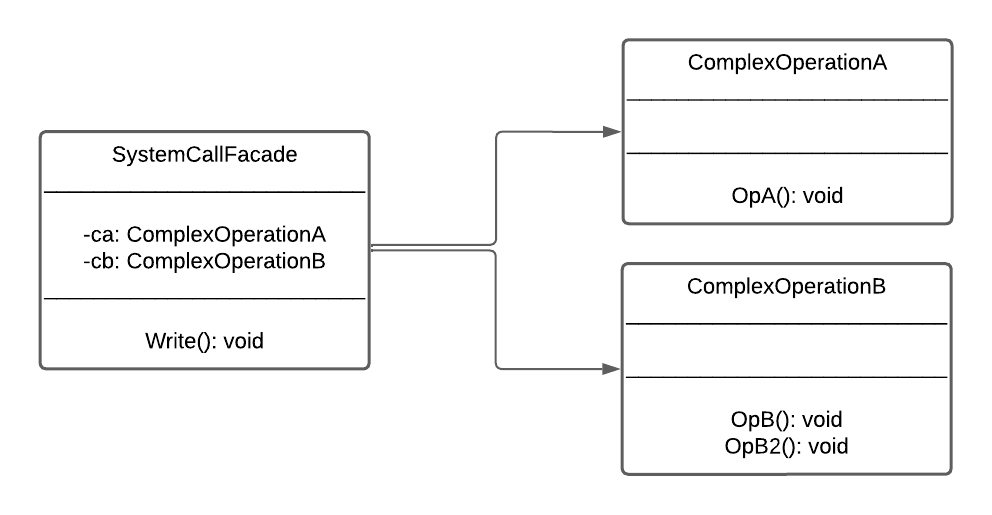 SystemCallFacade
-ca: ComplexOperationA
-cb: ComplexOperationB
Write(): void
ComplexOperationA
OpA(): void
ComplexOperationB
OpB(): void
OpB2(): void